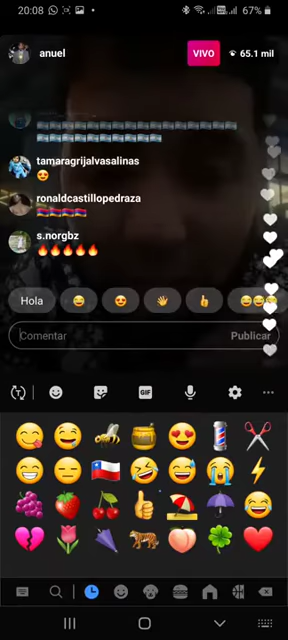 20:08
67%
anuel
VIVO
65.1 mil
tamaragrijalvasalinas
ronaldcastillopedraza
s.norgbz
Hola
Comentar
Publicar
GIF